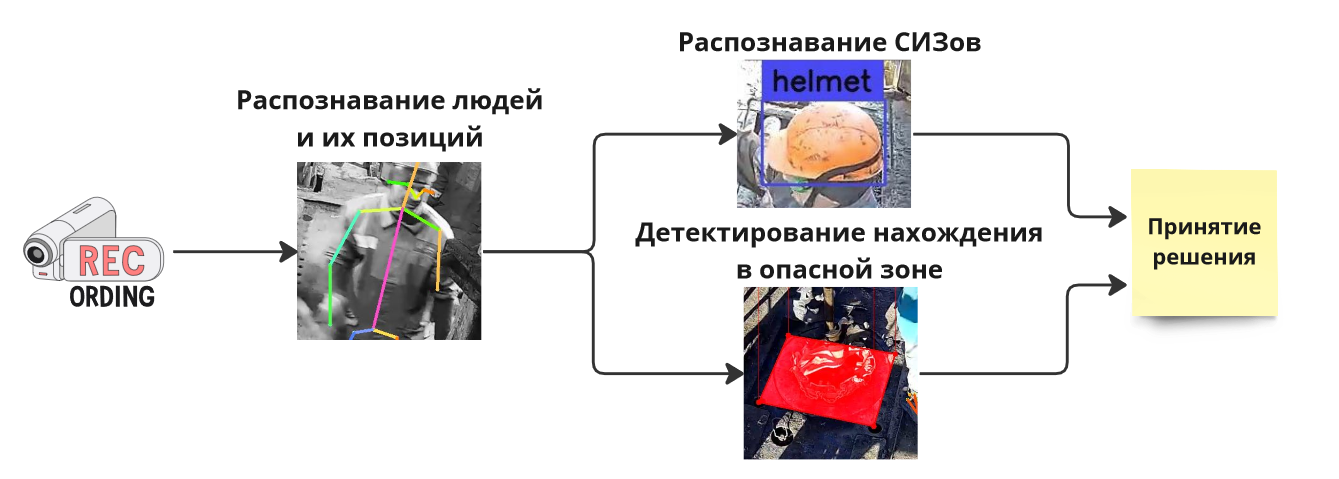 Распознавание СИЗов
helmet
Распознавание людей
и их позиций
REC
ORDING
Детектирование нахождения
в опасной зоне
Принятие
решения